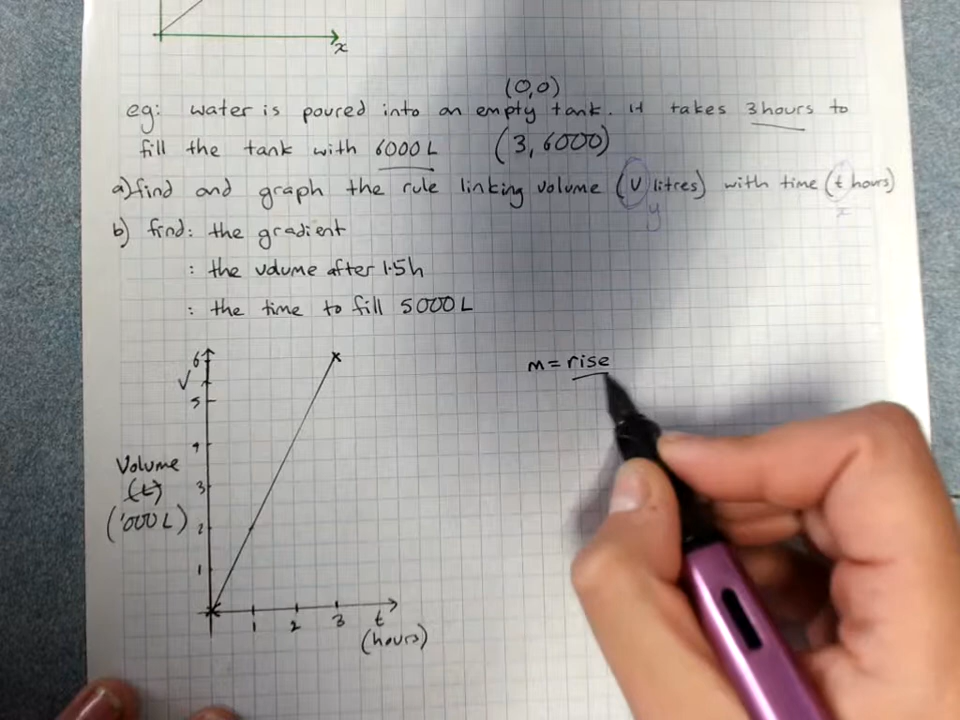 x
(0,0)
eg: water is poured into an empty tank. It takes 3 hours to
fill the tank with 6000 L (3, 6000)
a) find and graph the rule linking volume (V litres) with time (t hours)
y x
b) find: the gradient
: the volume after 1.5h
: the time to fill 5000 L
6
V
5
4
3
2
1
Volume
(L)
('000 L)
1 2 3 t
(hours)
m = rise